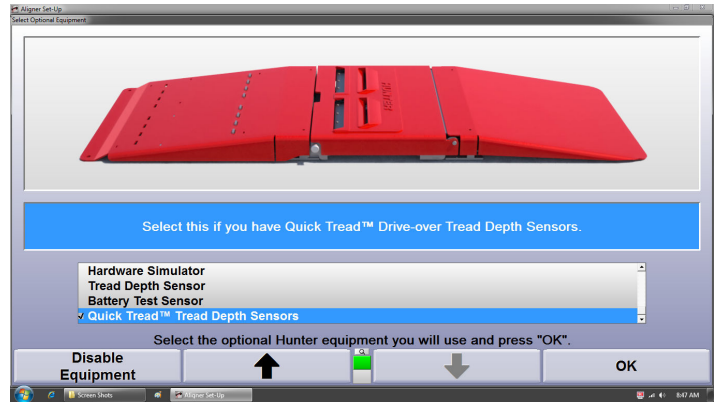 Aligner Set-Up
Select Optional Equipment
HUNTER
Select this if you have Quick Tread™ Drive-over Tread Depth Sensors.
Hardware Simulator
Tread Depth Sensor
Battery Test Sensor
Quick Tread™ Tread Depth Sensors
Select the optional Hunter equipment you will use and press "OK".
Disable
Equipment
OK
Screen Shots
Aligner Set-Up
8:47 AM